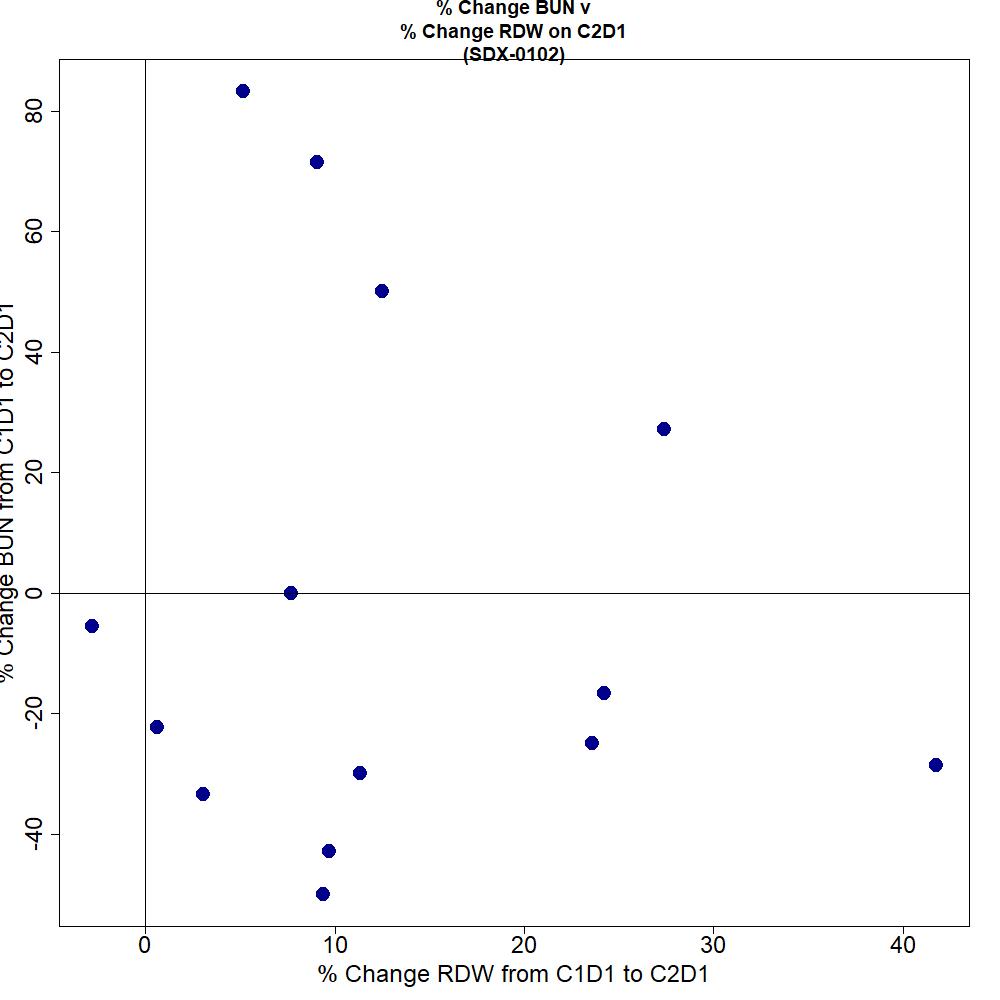 % Change BUN v
% Change RDW on C2D1
(SDX-0102)
% Change BUN from C1D1 to C2D1
80
60
40
20
0
-20
-40
0 10 20 30 40
% Change RDW from C1D1 to C2D1